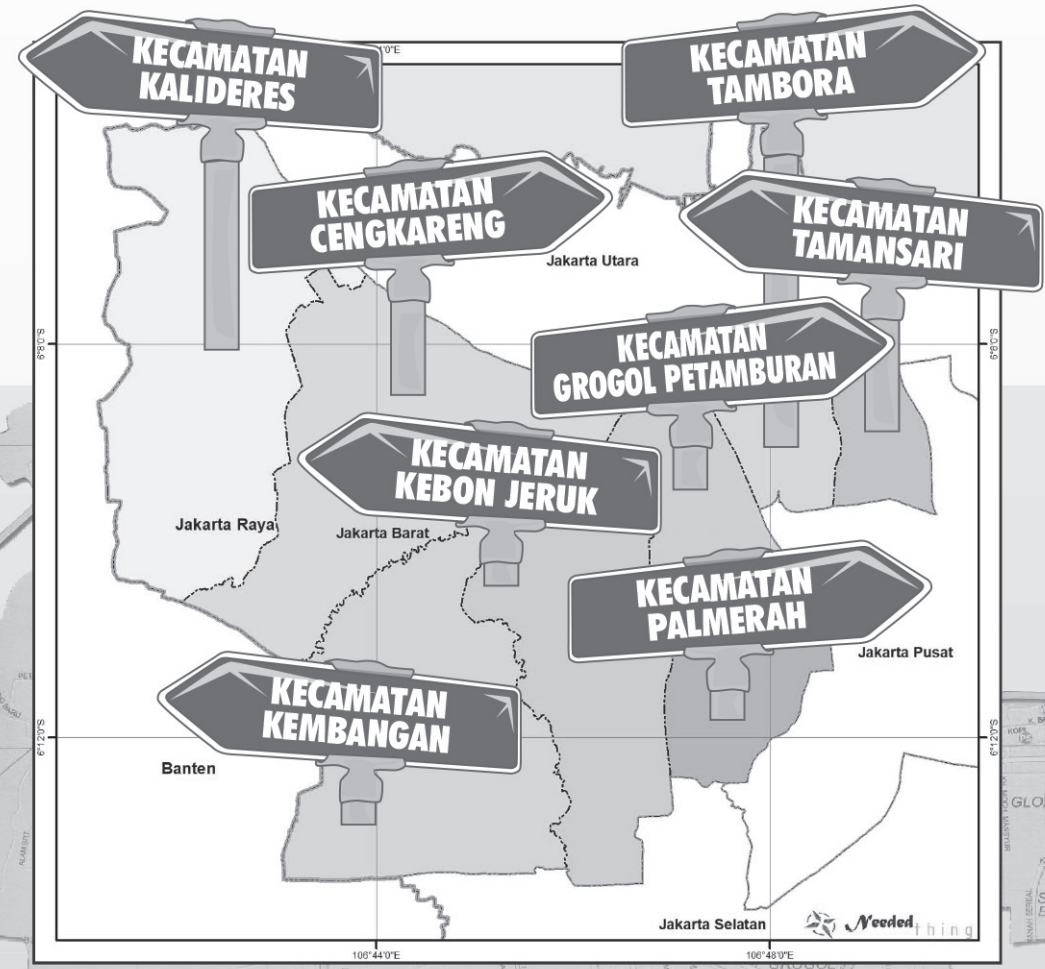 KECAMATAN
KALIDERES
KECAMATAN
TAMBORA
KECAMATAN
CENGKARENG
KECAMATAN
TAMANSARI
Jakarta Utara
6°8'0"S
6°8'0"S
KECAMATAN
GROGOL PETAMBURAN
KECAMATAN
KEBON JERUK
Jakarta Raya
Jakarta Barat
KECAMATAN
PALMERAH
Jakarta Pusat
KECAMATAN
KEMBANGAN
6°12'0"S
6°12'0"S
Banten
Jakarta Selatan
Needed
thing
106°44'0"E
106°48'0"E